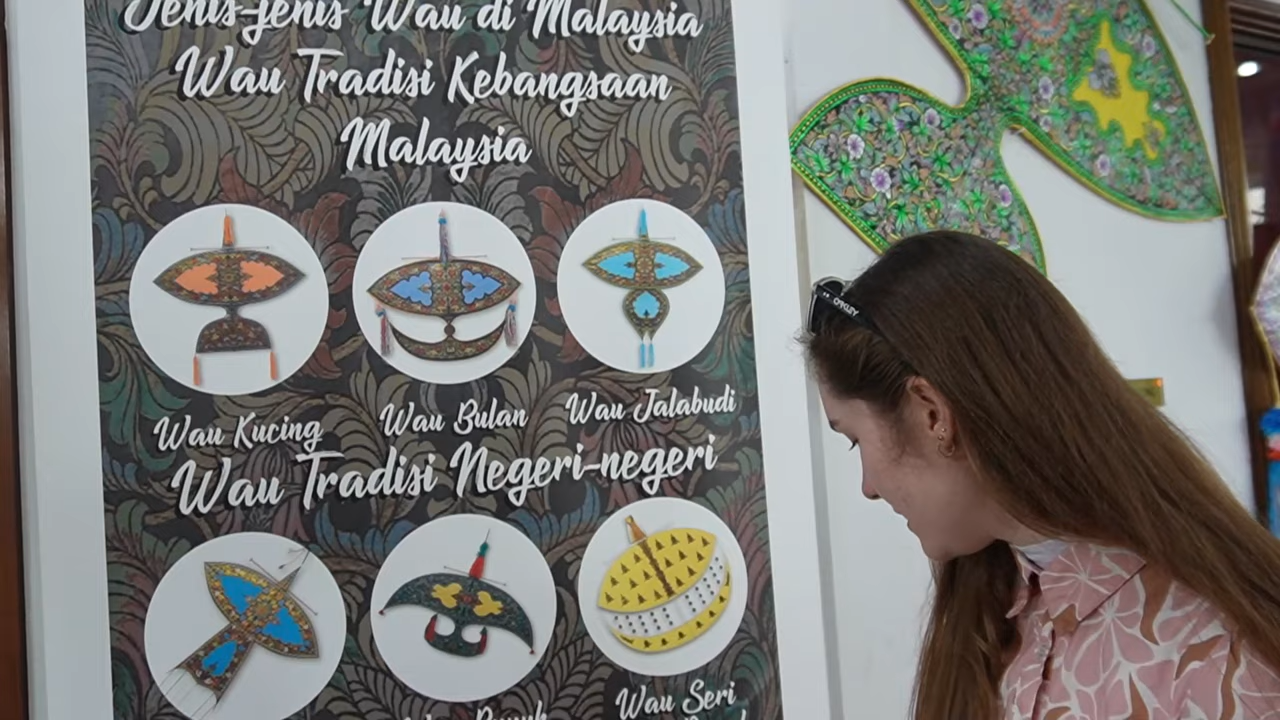 Jenis-jenis Wau di Malaysia
Wau Tradisi Kebangsaan
Malaysia
Wau Kucing
Wau Bulan
Wau Jalabudi
Wau Tradisi Negeri-negeri
Wau Seri
OAKLEY